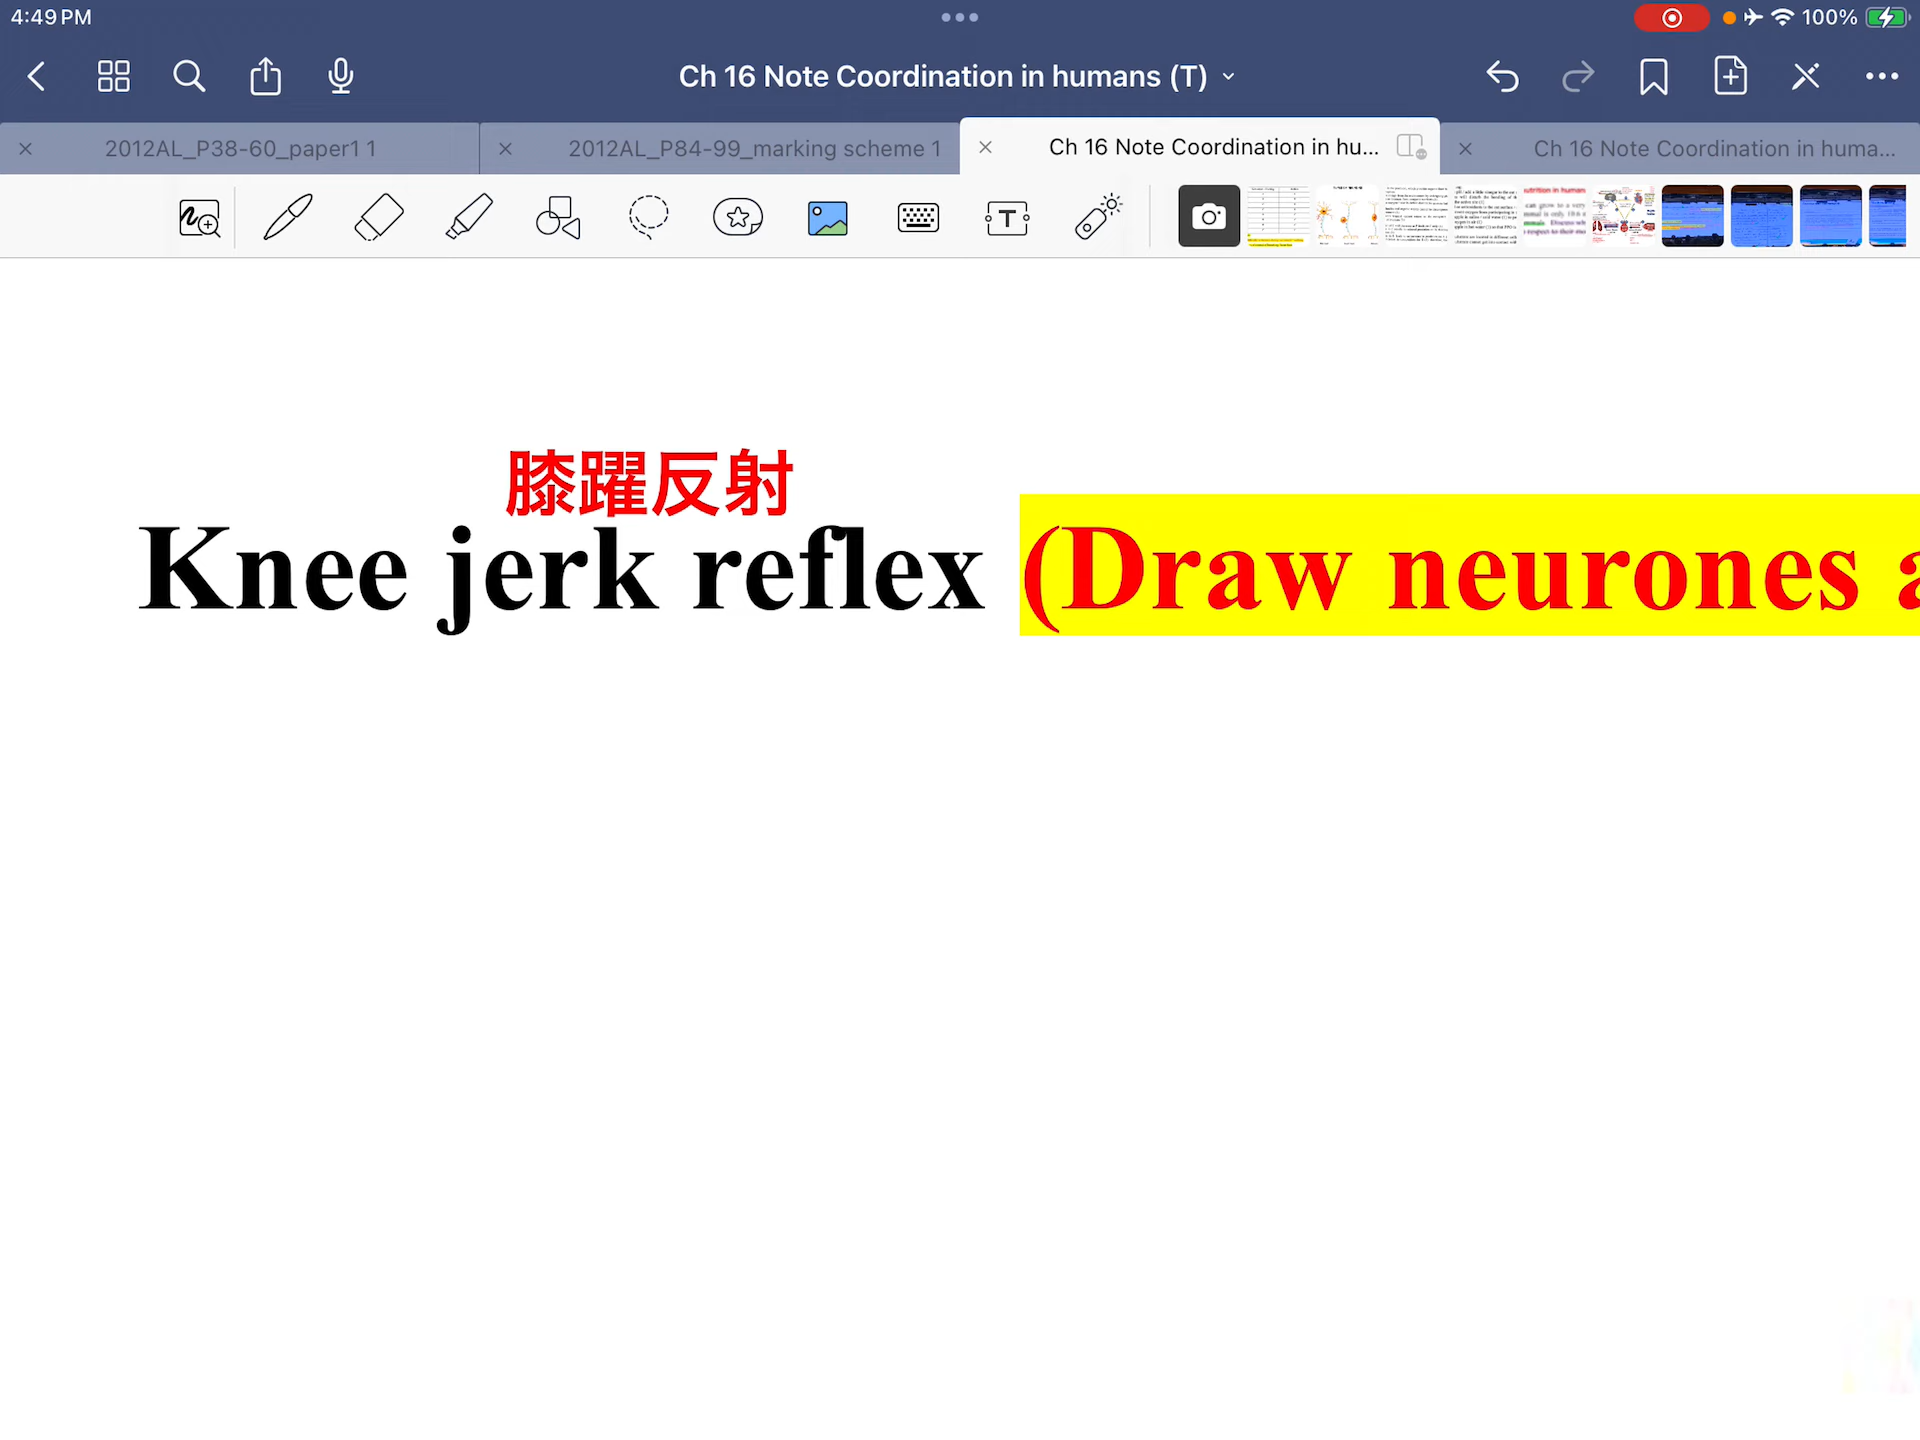 4:49 PM
100%
Ch 16 Note Coordination in humans (T)
2012AL_P38-60_paper1 1
2012AL_P84-99_marking scheme 1
Ch 16 Note Coordination in hu...
Ch 16 Note Coordination in huma...
膝躍反射
Knee jerk reflex (Draw neurones a